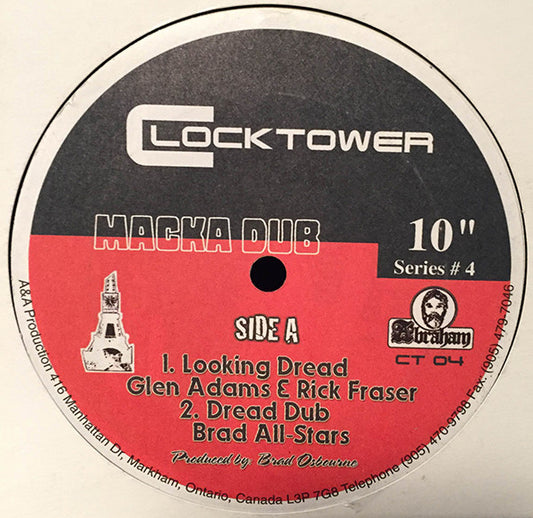 CLOCKTOWER
MACKA DUB
10"
Series # 4
SIDE A
Abraham
CT 04
1. Looking Dread
Glen Adams & Rick Fraser
2. Dread Dub
Brad All-Stars
Produced by: Brad Osbourne
A&A Production 416 Manhattan Dr, Markham, Ontario, Canada L3P 7G8 Telephone (905) 470-9798 Fax: (905) 479-7046